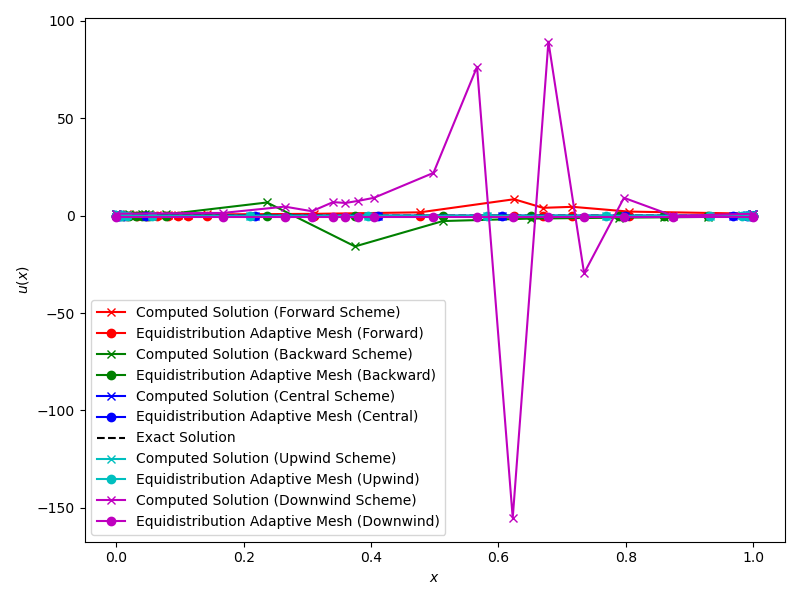 100
50
0
−50
−100
−150
u(x)
Computed Solution (Forward Scheme)
Equidistribution Adaptive Mesh (Forward)
Computed Solution (Backward Scheme)
Equidistribution Adaptive Mesh (Backward)
Computed Solution (Central Scheme)
Equidistribution Adaptive Mesh (Central)
Exact Solution
Computed Solution (Upwind Scheme)
Equidistribution Adaptive Mesh (Upwind)
Computed Solution (Downwind Scheme)
Equidistribution Adaptive Mesh (Downwind)
0.0 0.2 0.4 0.6 0.8 1.0
x